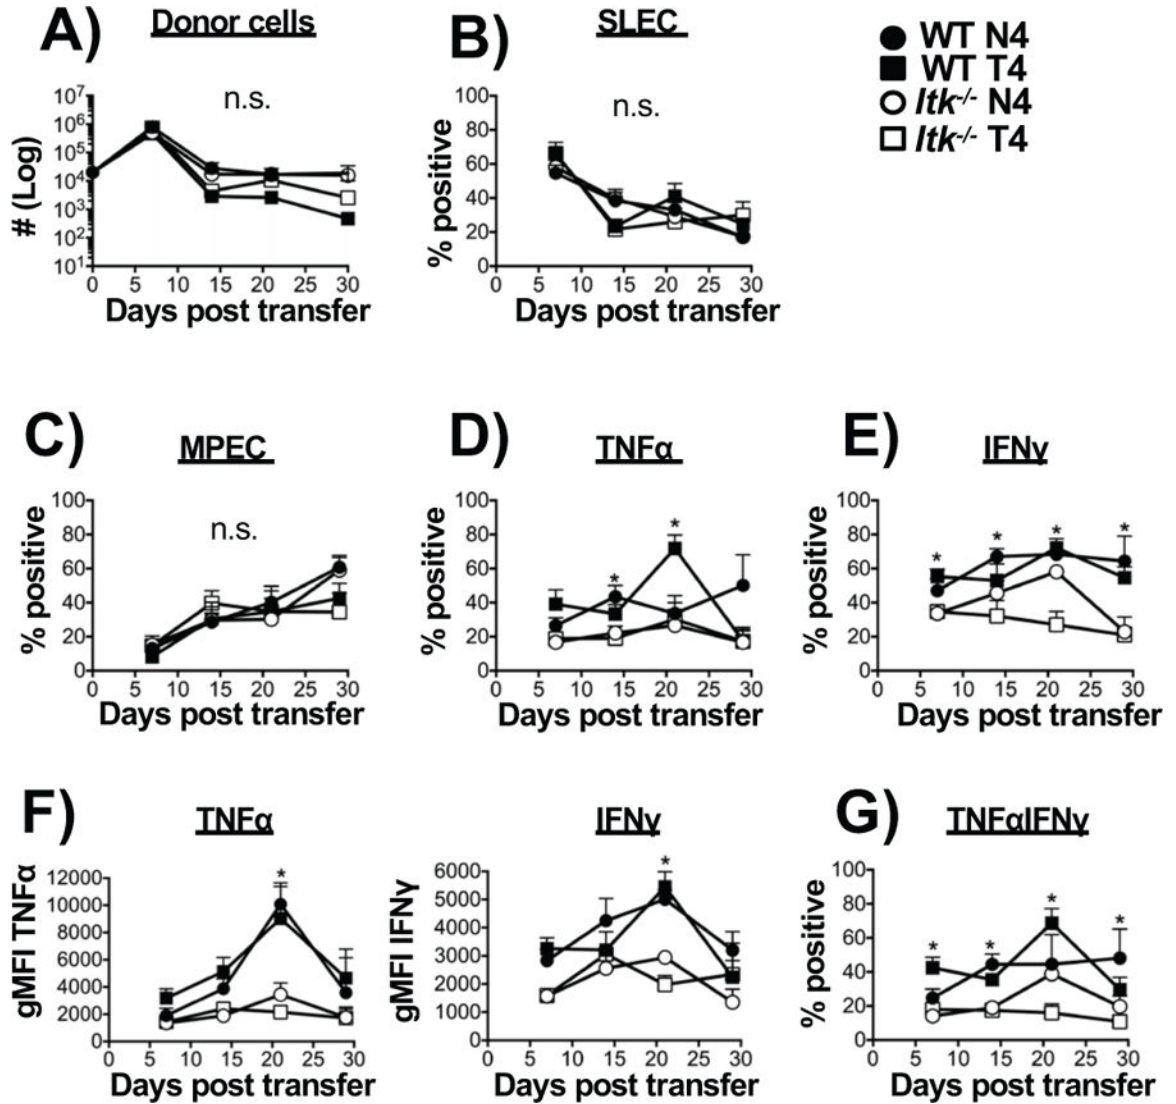 A)
Donor cells
n.s.
# (Log)
10⁷
10⁶
10⁵
10⁴
10³
10²
10¹
0 5 10 15 20 25 30
Days post transfer
B)
SLEC
n.s.
% positive
100
80
60
40
20
0
0 5 10 15 20 25 30
Days post transfer
WT N4
WT T4
Itk⁻/⁻ N4
Itk⁻/⁻ T4
C)
MPEC
n.s.
% positive
100
80
60
40
20
0
0 5 10 15 20 25 30
Days post transfer
D)
TNFα
* *
% positive
100
80
60
40
20
0
0 5 10 15 20 25 30
Days post transfer
E)
IFNγ
* * * *
% positive
100
80
60
40
20
0
0 5 10 15 20 25 30
Days post transfer
F)
TNFα
*
gMFI TNFα
12000
10000
8000
6000
4000
2000
0
0 5 10 15 20 25 30
Days post transfer
IFNγ
*
gMFI IFNγ
6000
5000
4000
3000
2000
1000
0
0 5 10 15 20 25 30
Days post transfer
G)
TNFαIFNγ
* * * *
% positive
100
80
60
40
20
0
0 5 10 15 20 25 30
Days post transfer